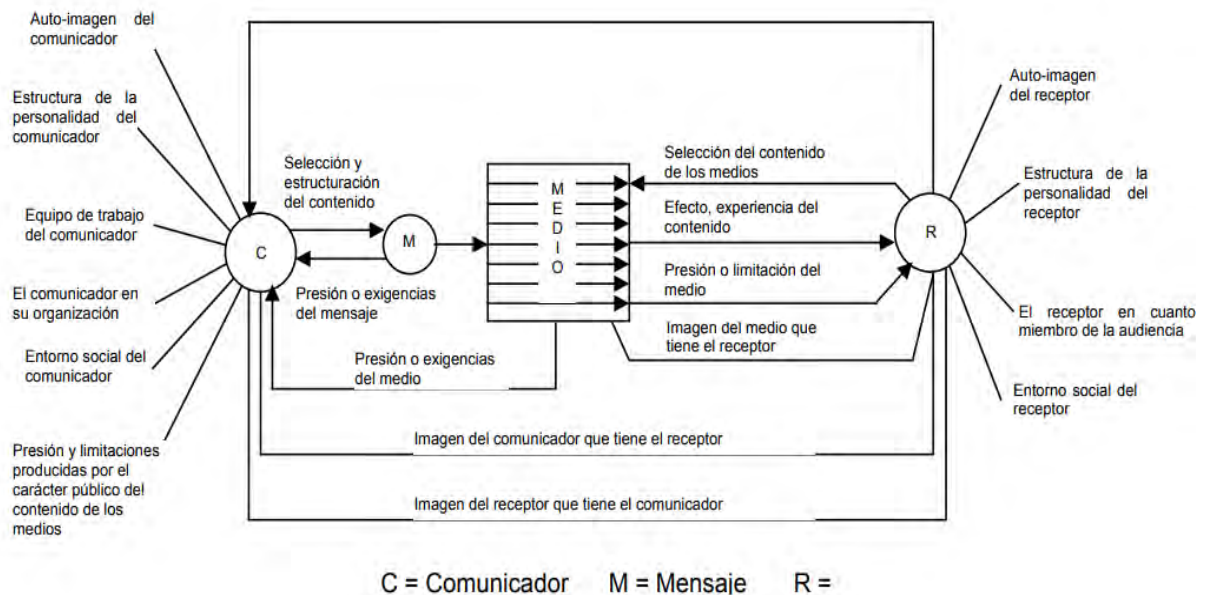 Auto-imagen del
comunicador
Estructura de la
personalidad del
comunicador
Equipo de trabajo
del comunicador
El comunicador en
su organización
Entorno social del
comunicador
Presión y limitaciones
producidas por el
carácter público del
contenido de los
medios
C
Selección y
estructuración
del contenido
M
Presión o exigencias
del mensaje
Presión o exigencias
del medio
M
E
D
I
O
Selección del contenido
de los medios
Efecto, experiencia del
contenido
Presión o limitación del
medio
Imagen del medio que
tiene el receptor
R
Auto-imagen
del receptor
Estructura de la
personalidad del
receptor
El receptor en cuanto
miembro de la audiencia
Entorno social del
receptor
Imagen del comunicador que tiene el receptor
Imagen del receptor que tiene el comunicador
C = Comunicador M = Mensaje R =